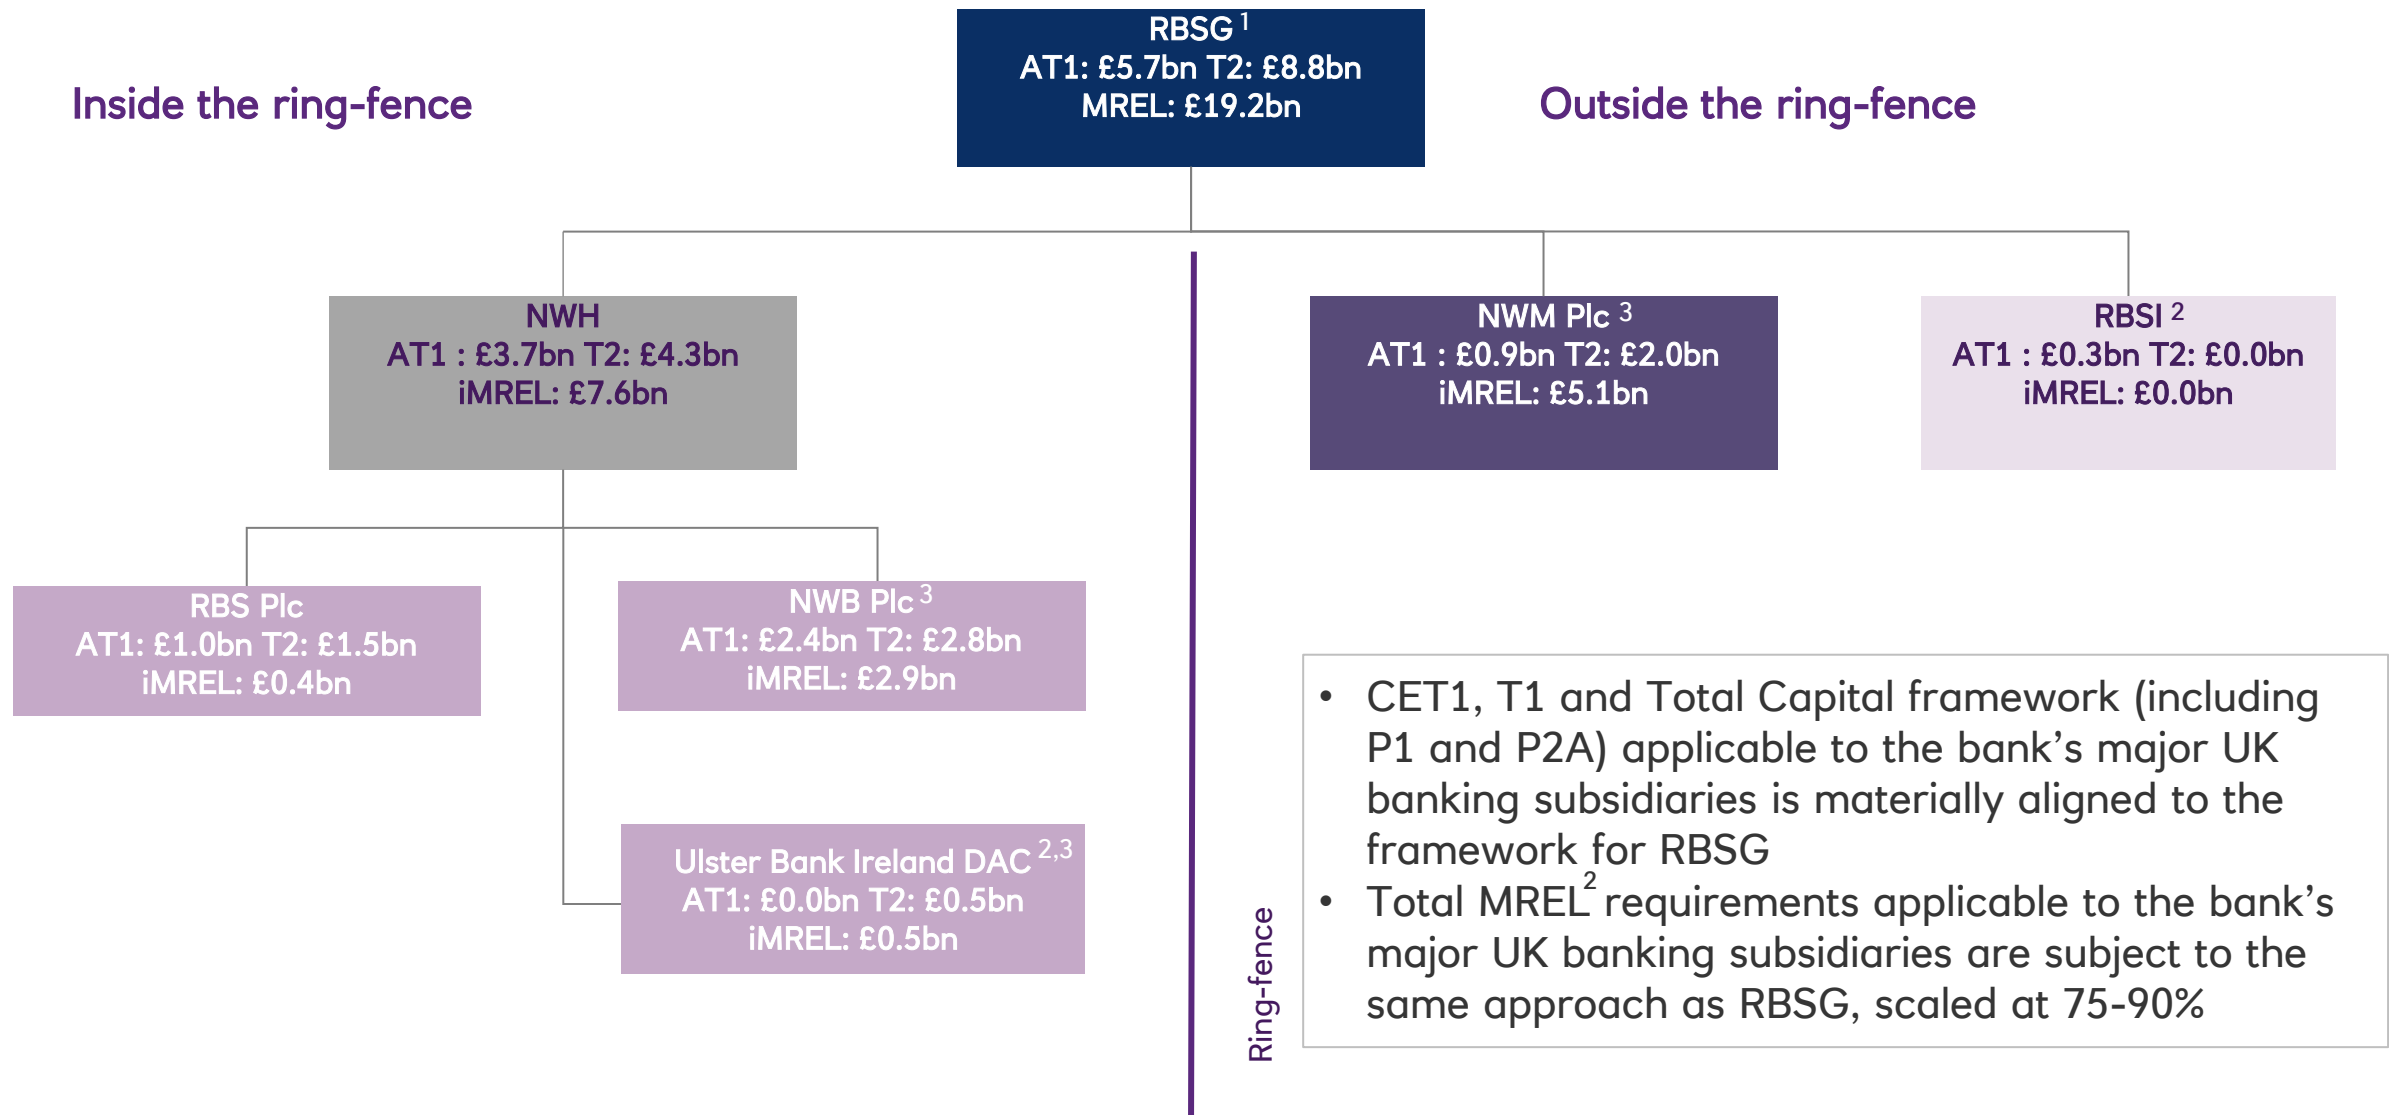 RBSG 1
AT1: £5.7bn T2: £8.8bn
MREL: £19.2bn
Inside the ring-fence
Outside the ring-fence
NWH
AT1 : £3.7bn T2: £4.3bn
iMREL: £7.6bn
NWM Plc 3
AT1 : £0.9bn T2: £2.0bn
iMREL: £5.1bn
RBSI 2
AT1 : £0.3bn T2: £0.0bn
iMREL: £0.0bn
RBS Plc
AT1: £1.0bn T2: £1.5bn
iMREL: £0.4bn
NWB Plc 3
AT1: £2.4bn T2: £2.8bn
iMREL: £2.9bn
Ulster Bank Ireland DAC 2,3
AT1: £0.0bn T2: £0.5bn
iMREL: £0.5bn
Ring-fence
• CET1, T1 and Total Capital framework (including
P1 and P2A) applicable to the bank’s major UK
banking subsidiaries is materially aligned to the
framework for RBSG
• Total MREL2 requirements applicable to the bank’s
major UK banking subsidiaries are subject to the
same approach as RBSG, scaled at 75-90%